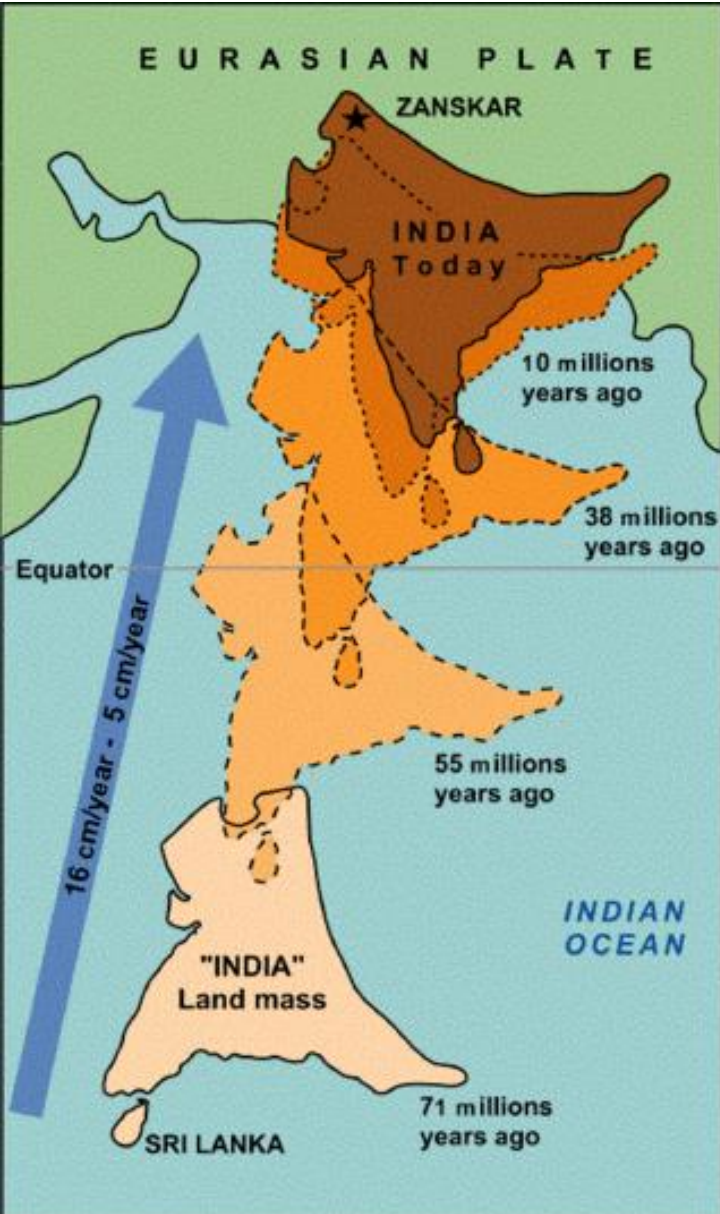 EURASIAN PLATE
ZANSKAR
INDIA
Today
10 millions
years ago
38 millions
years ago
Equator
16 cm/year - 5 cm/year
55 millions
years ago
INDIAN
OCEAN
"INDIA"
Land mass
71 millions
years ago
SRI LANKA